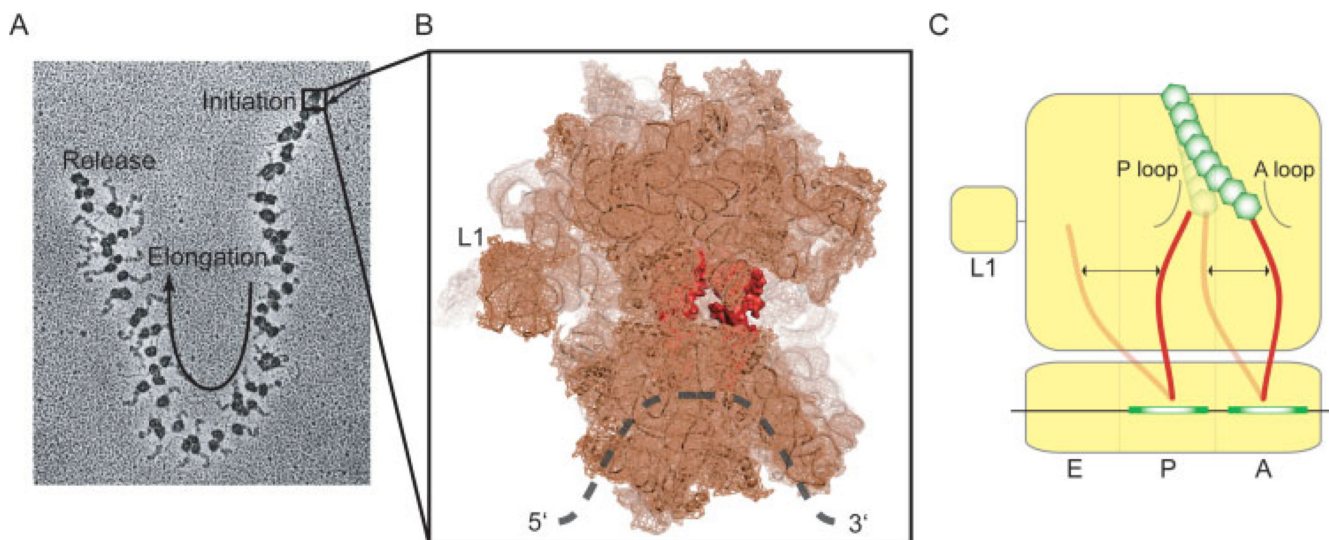 A
B
C
Initiation
Release
Elongation
L1
5‘
3‘
P loop
A loop
L1
E
P
A